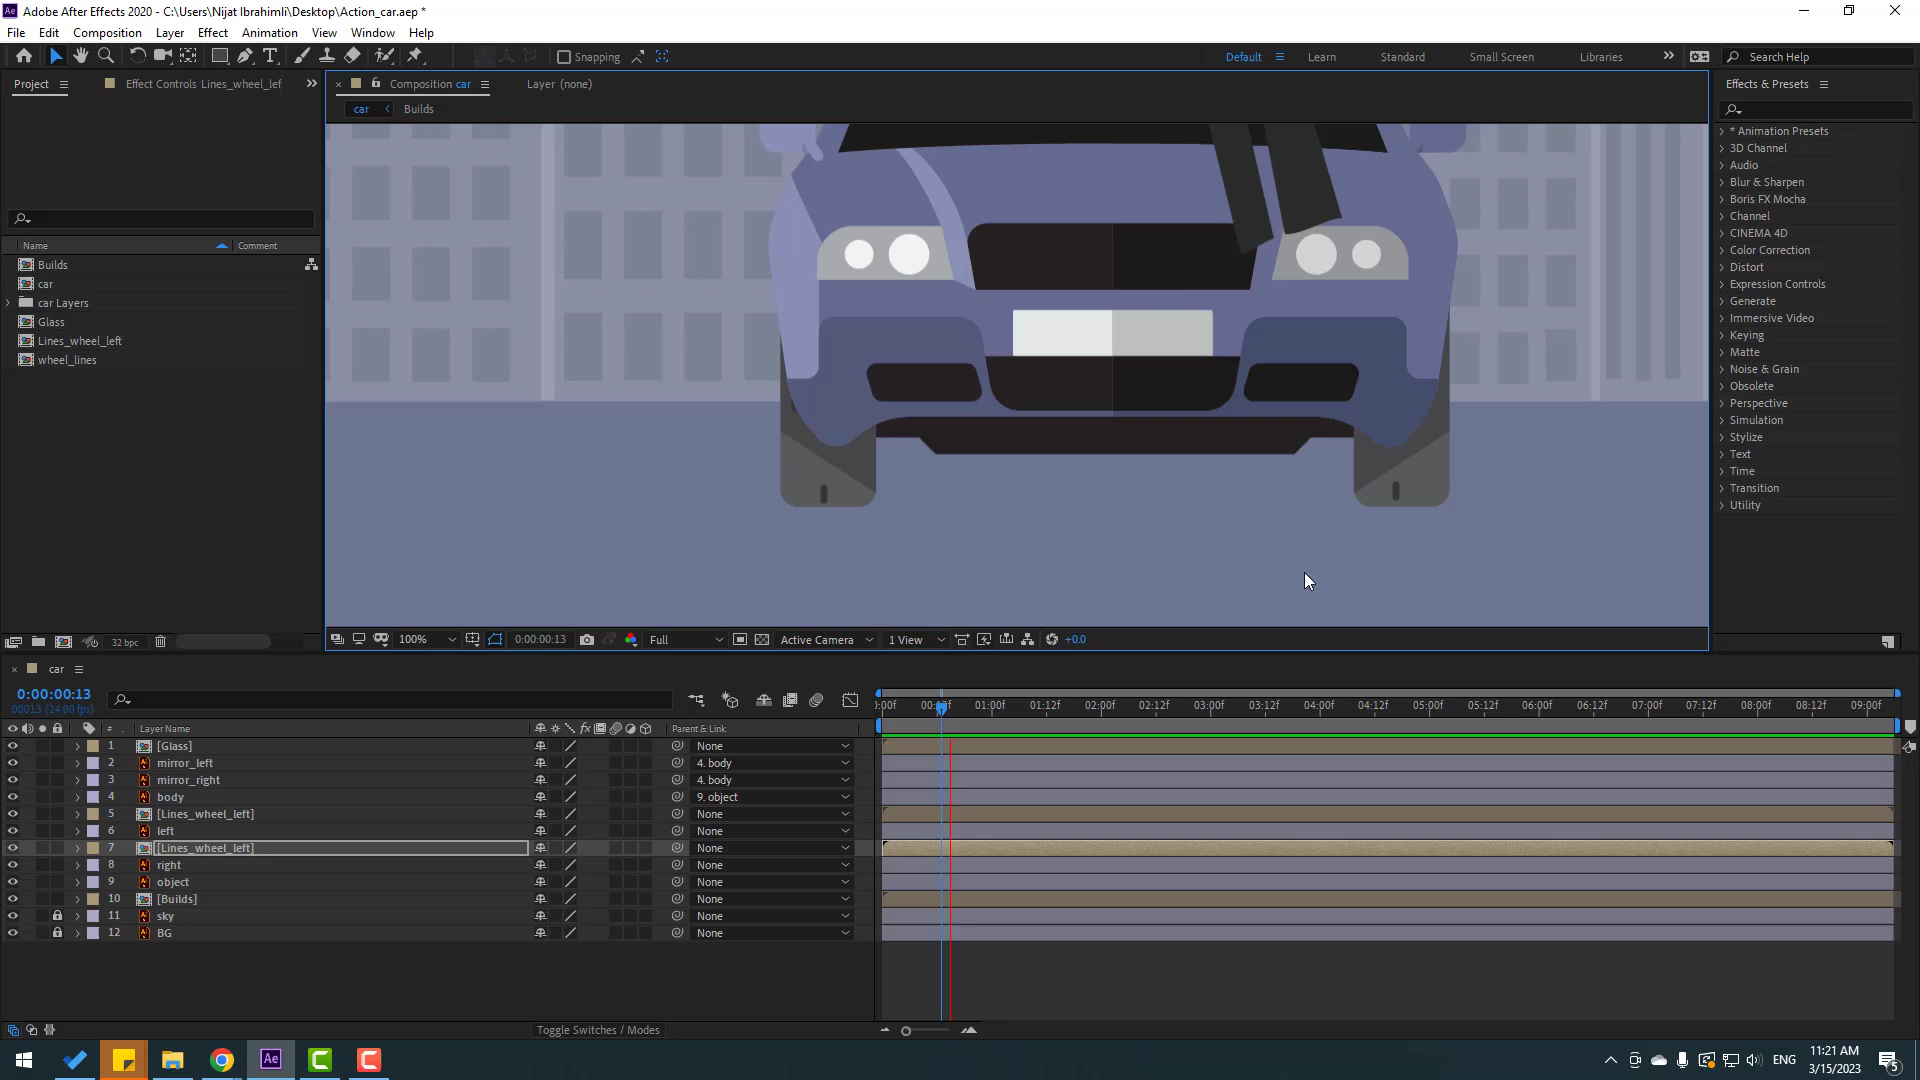 Adobe After Effects 2020 - C:\Users\Nijat Ibrahimli\Desktop\Action_car.aep *
File Edit Composition Layer Effect Animation View Window Help
Snapping Default Learn Standard Small Screen Libraries Search Help
Project Effect Controls Lines_wheel_lef Composition car Layer (none) Effects & Presets
car Builds
* Animation Presets
3D Channel
Audio
Blur & Sharpen
Boris FX Mocha
Channel
CINEMA 4D
Color Correction
Distort
Expression Controls
Generate
Immersive Video
Keying
Matte
Noise & Grain
Obsolete
Perspective
Simulation
Stylize
Text
Time
Transition
Utility
Name Comment
Builds
car
car Layers
Glass
Lines_wheel_left
wheel_lines
32 bpc 100% 0:00:00:13 Full Active Camera 1 View +0.0
car
0:00:00:13
00013 (24.00 fps)
):00f 01:00f 01:12f 02:00f 02:12f 03:00f 03:12f 04:00f 04:12f 05:00f 05:12f 06:00f 06:12f 07:00f 07:12f 08:00f 08:12f 09:00f
# Layer Name fx Parent & Link
1 [Glass] None
2 mirror_left 4. body
3 mirror_right 4. body
4 body 9. object
5 [Lines_wheel_left] None
6 left None
7 [Lines_wheel_left] None
8 right None
9 object None
10 [Builds] None
11 sky None
12 BG None
Toggle Switches / Modes
Ae ENG 11:21 AM
3/15/2023 5